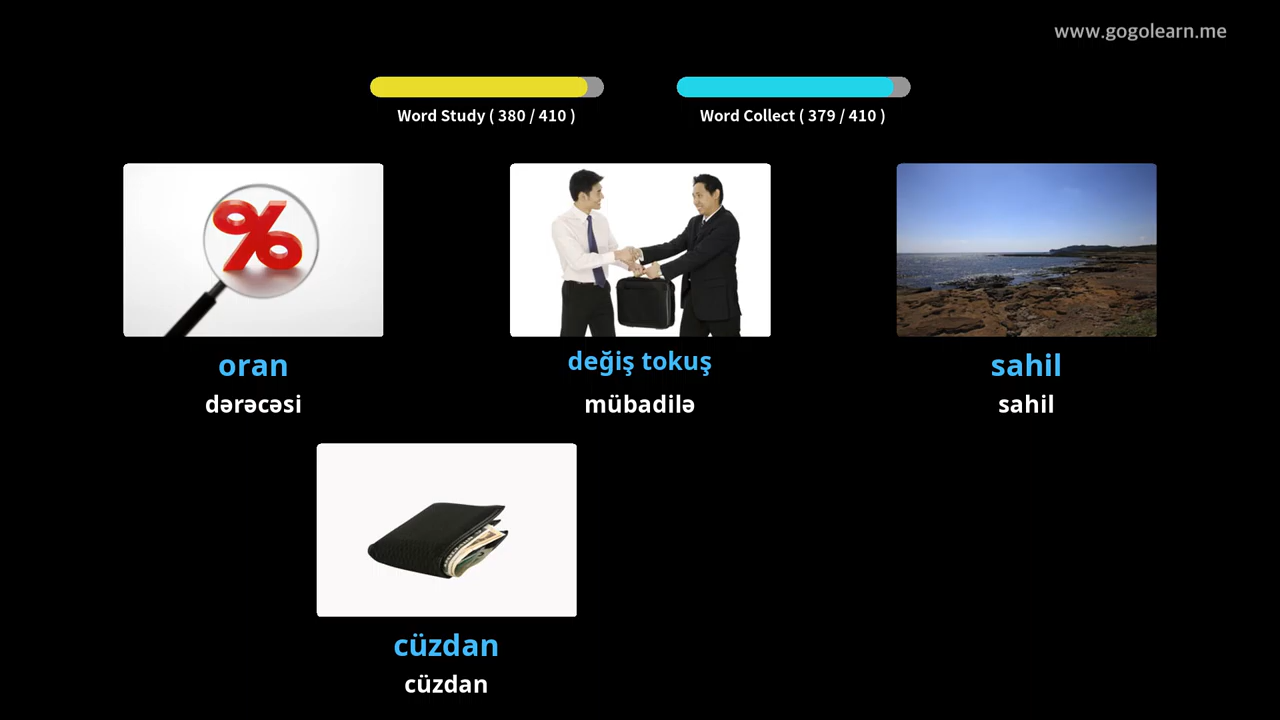 www.gogolearn.me
Word Study ( 380 / 410 )
Word Collect ( 379 / 410 )
%
oran
dərəcəsi
değiş tokuş
mübadilə
sahil
sahil
cüzdan
cüzdan